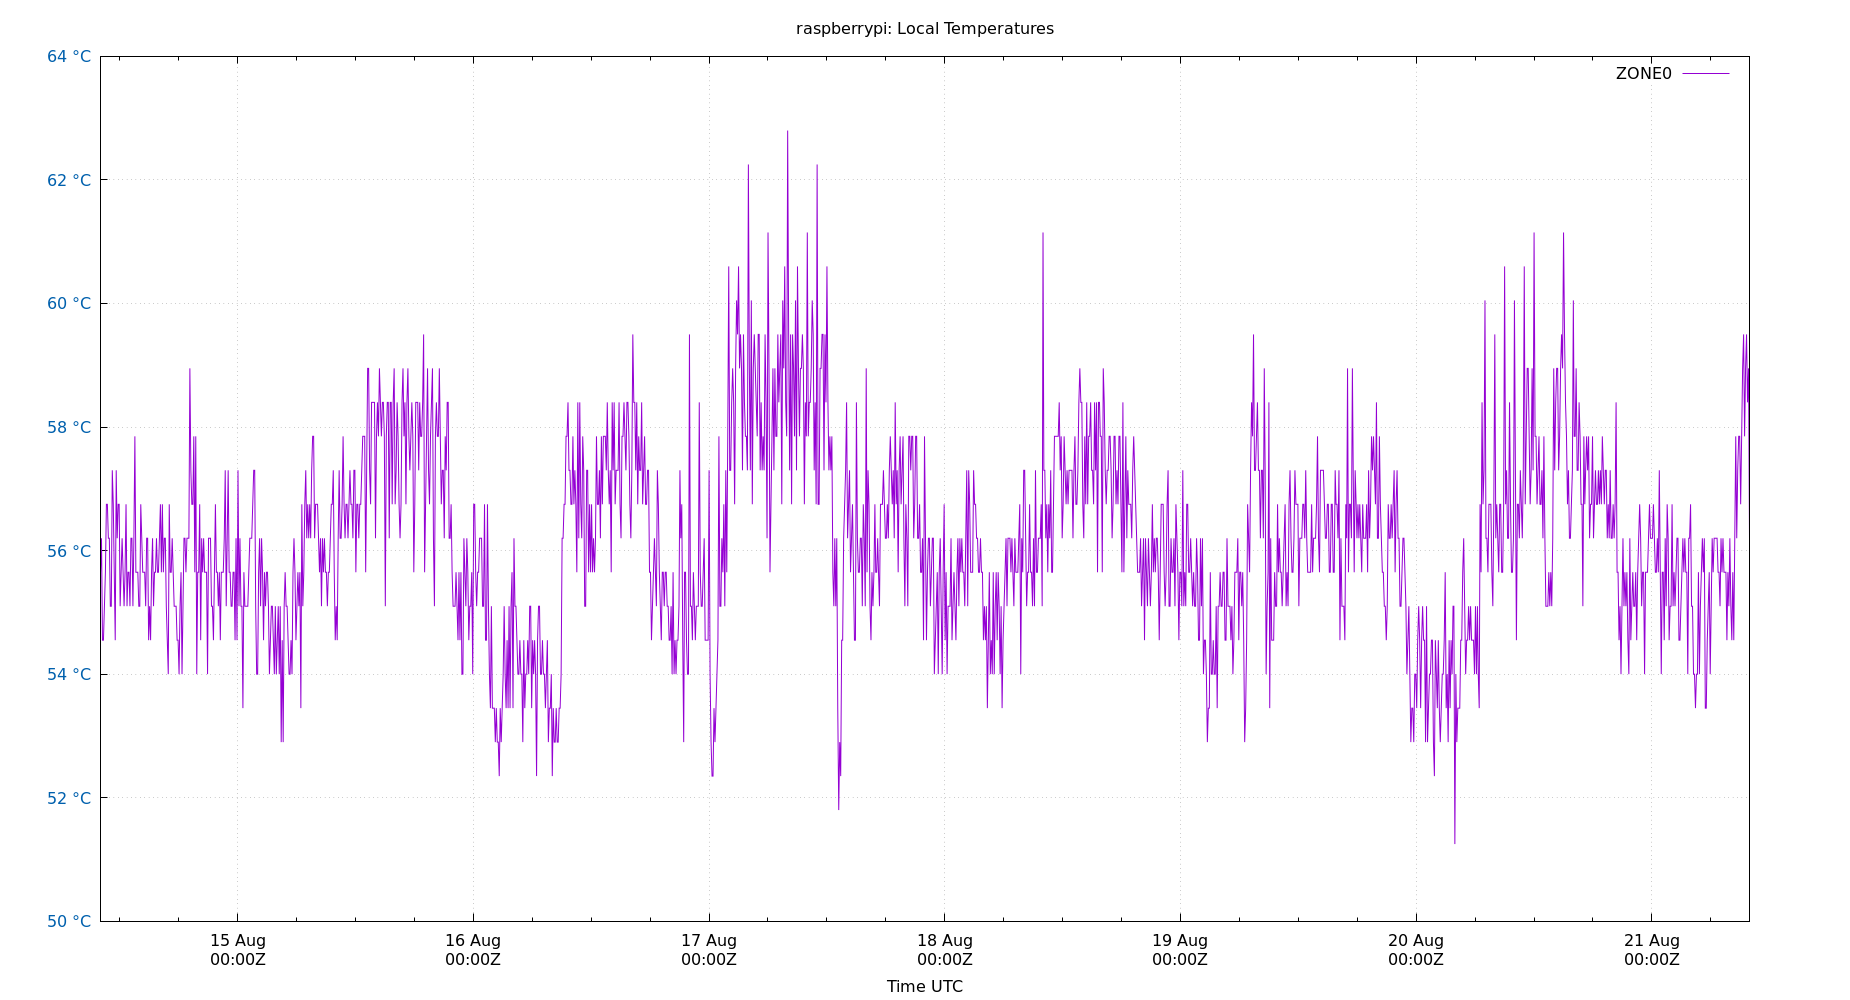 raspberrypi: Local Temperatures
64 °C
ZONE0
62 °C
60 °C
58 °C
56 °C
54 °C
52 °C
50 °C
15 Aug 16 Aug 17 Aug 18 Aug 19 Aug 20 Aug 21 Aug
00:00Z 00:00Z 00:00Z 00:00Z 00:00Z 00:00Z 00:00Z
Time UTC